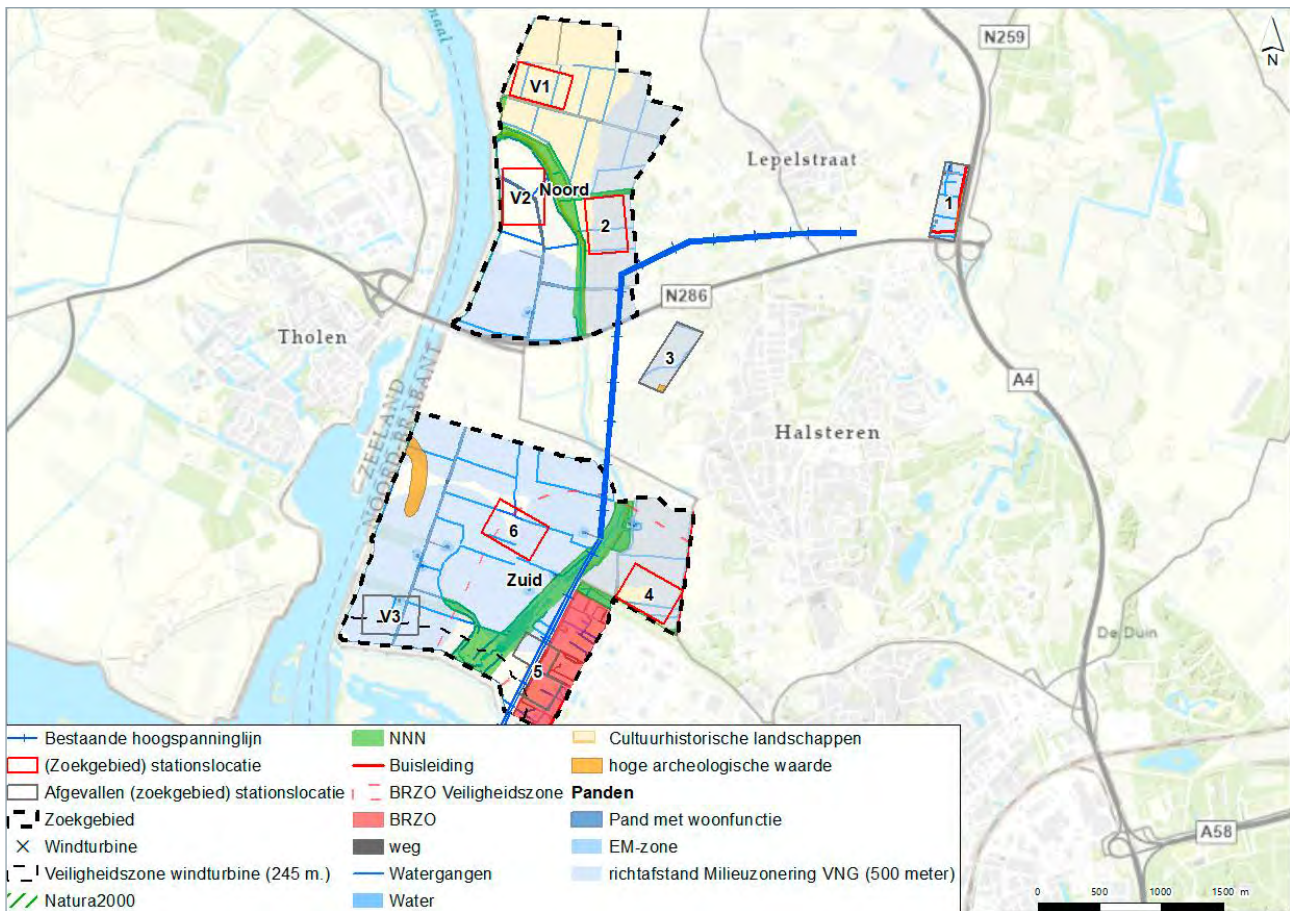 N259
N
V1
Lepelstraat
1
V2
Noord
2
N286
Tholen
3
A4
ZEELAND
NOORD-BRABANT
Halsteren
6
Zuid
4
V3
De Duin
5
Bestaande hoogspanninglijn
(Zoekgebied) stationslocatie
Afgevallen (zoekgebied) stationslocatie
Zoekgebied
Windturbine
Veiligheidszone windturbine (245 m.)
Natura2000
NNN
Buisleiding
BRZO Veiligheidszone
BRZO
weg
Watergangen
Water
Cultuurhistorische landschappen
hoge archeologische waarde
Panden
Pand met woonfunctie
EM-zone
richtafstand Milieuzonering VNG (500 meter)
A58
0 500 1000 1500 m